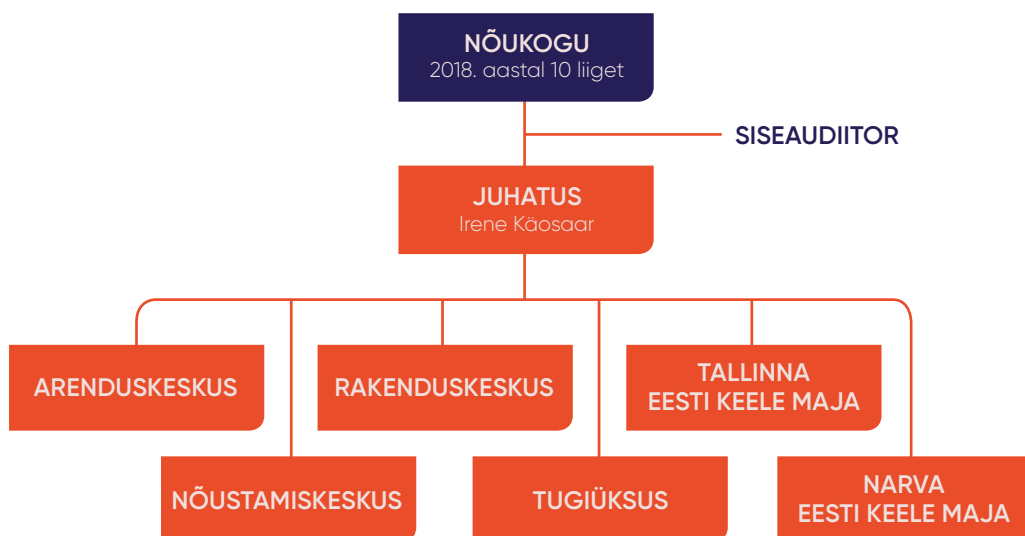 NÕUKOGU
2018. aastal 10 liiget
SISEAUDIITOR
JUHATUS
Irene Käosaar
ARENDUSKESKUS
RAKENDUSKESKUS
TALLINNA
EESTI KEELE MAJA
NÕUSTAMISKESKUS
TUGIÜKSUS
NARVA
EESTI KEELE MAJA